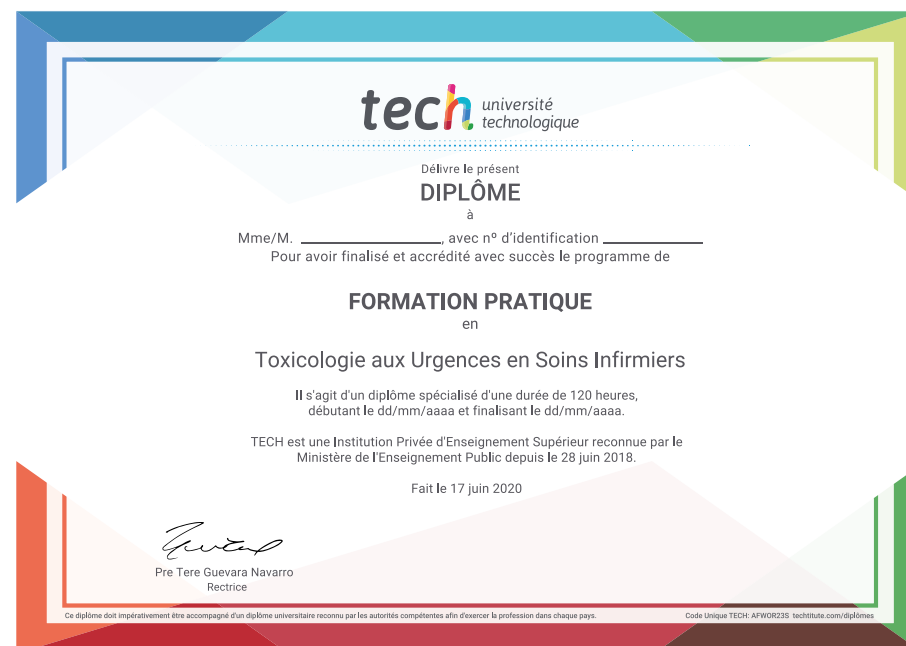 tech université
technologique
Délivre le présent
DIPLÔME
à
Mme/M. ____________, avec nº d'identification ____________
Pour avoir finalisé et accrédité avec succès le programme de
FORMATION PRATIQUE
en
Toxicologie aux Urgences en Soins Infirmiers
Il s'agit d'un diplôme spécialisé d'une durée de 120 heures,
débutant le dd/mm/aaaa et finalisant le dd/mm/aaaa.
TECH est une Institution Privée d'Enseignement Supérieur reconnue par le
Ministère de l'Enseignement Public depuis le 28 juin 2018.
Fait le 17 juin 2020
Pre Tere Guevara Navarro
Rectrice
Ce diplôme doit impérativement être accompagné d'un diplôme universitaire reconnu par les autorités compétentes afin d'exercer la profession dans chaque pays.
Code Unique TECH: AFWOR23S techtitute.com/diplômes